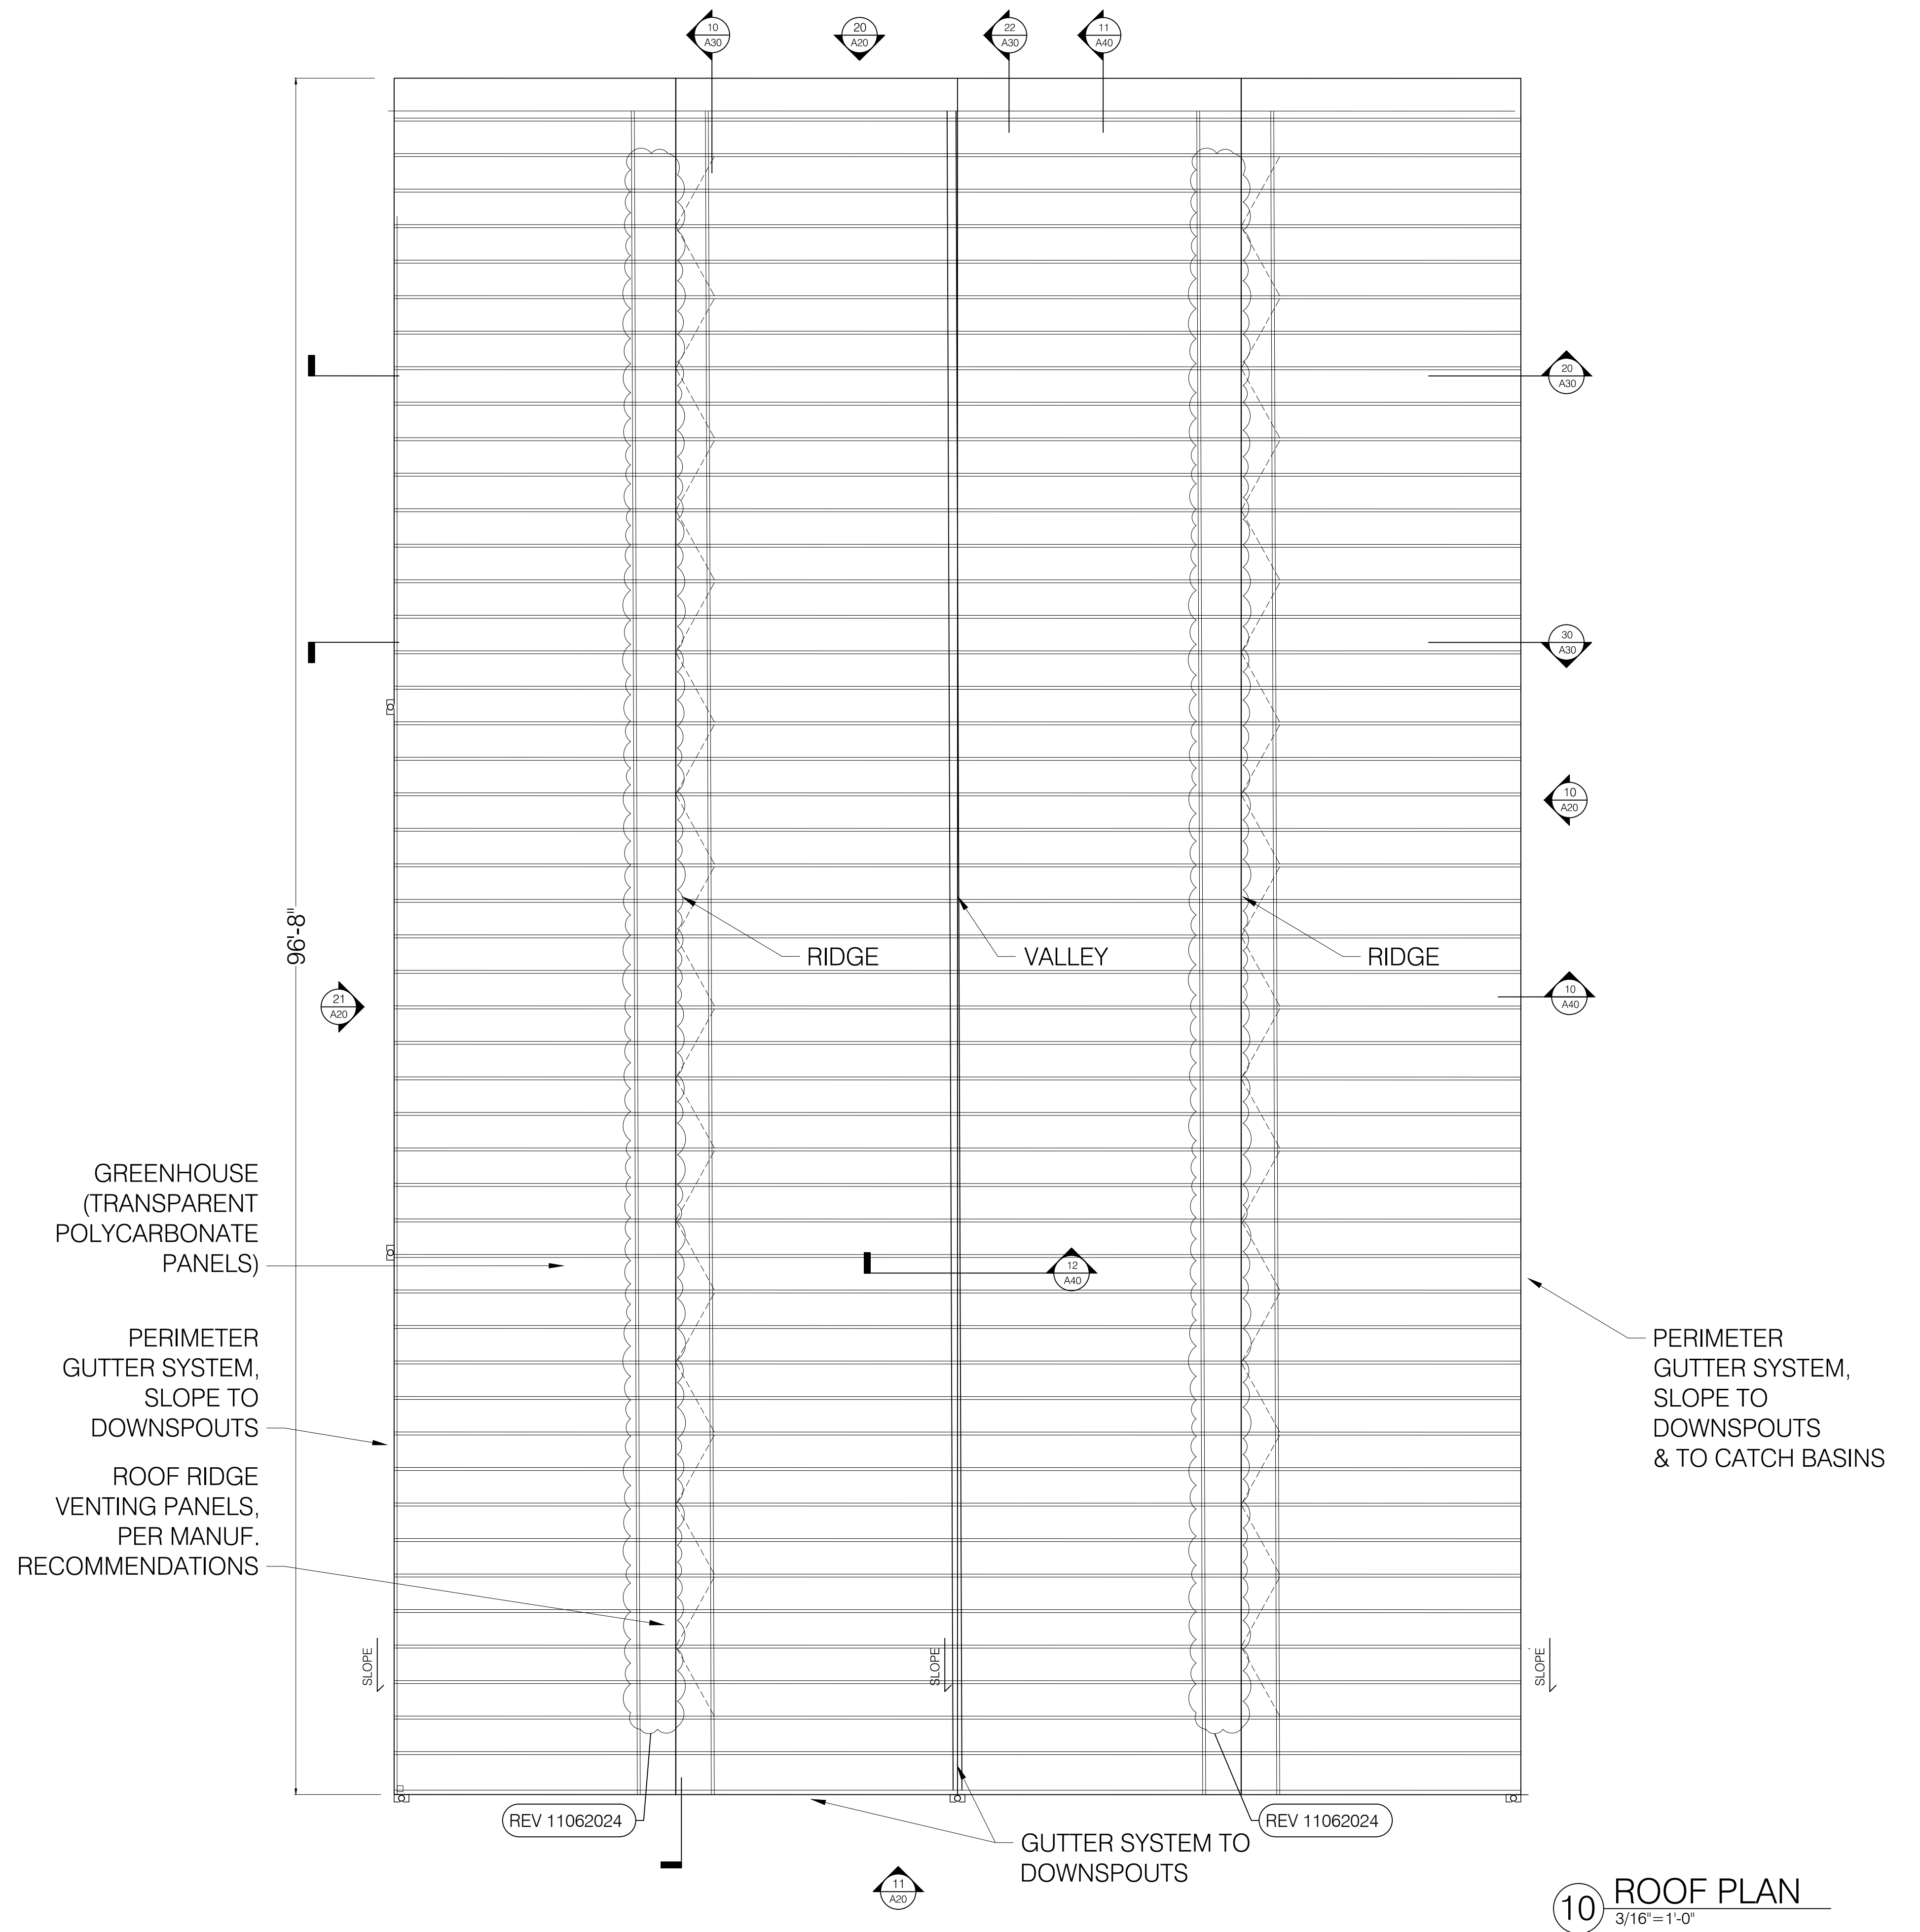 10
A30
20
A20
22
A30
11
A40
20
A30
30
A30
96'-8"
10
A20
RIDGE
VALLEY
RIDGE
21
A20
10
A40
GREENHOUSE
(TRANSPARENT
POLYCARBONATE
PANELS)
12
A40
PERIMETER
GUTTER SYSTEM,
SLOPE TO
DOWNSPOUTS
PERIMETER
GUTTER SYSTEM,
SLOPE TO
DOWNSPOUTS
& TO CATCH BASINS
ROOF RIDGE
VENTING PANELS,
PER MANUF.
RECOMMENDATIONS
SLOPE
SLOPE
SLOPE
REV 11062024
REV 11062024
GUTTER SYSTEM TO
DOWNSPOUTS
11
A20
10
ROOF PLAN
3/16"=1'-0"